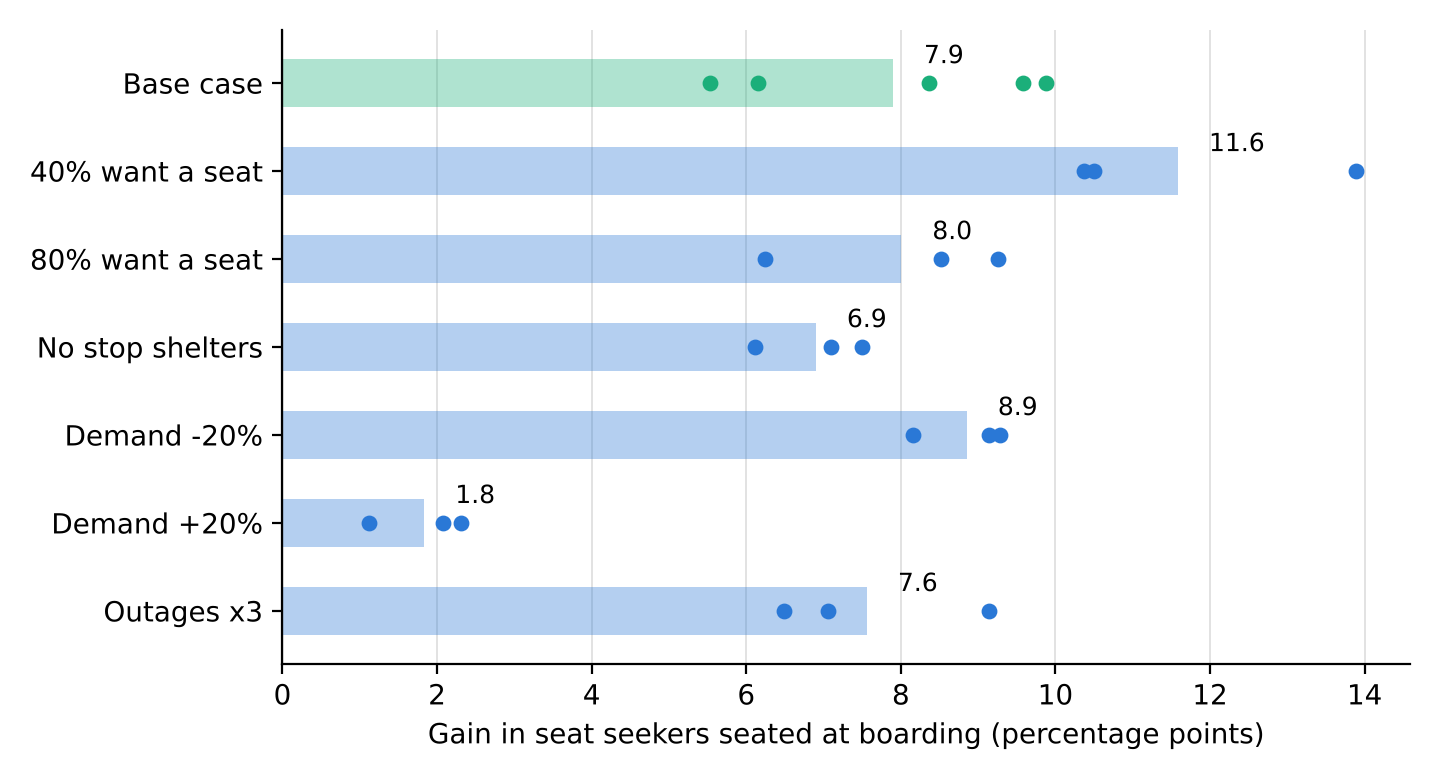 7.9
Base case
11.6
40% want a seat
8.0
80% want a seat
6.9
No stop shelters
8.9
Demand -20%
1.8
Demand +20%
7.6
Outages x3
0 2 4 6 8 10 12 14
Gain in seat seekers seated at boarding (percentage points)